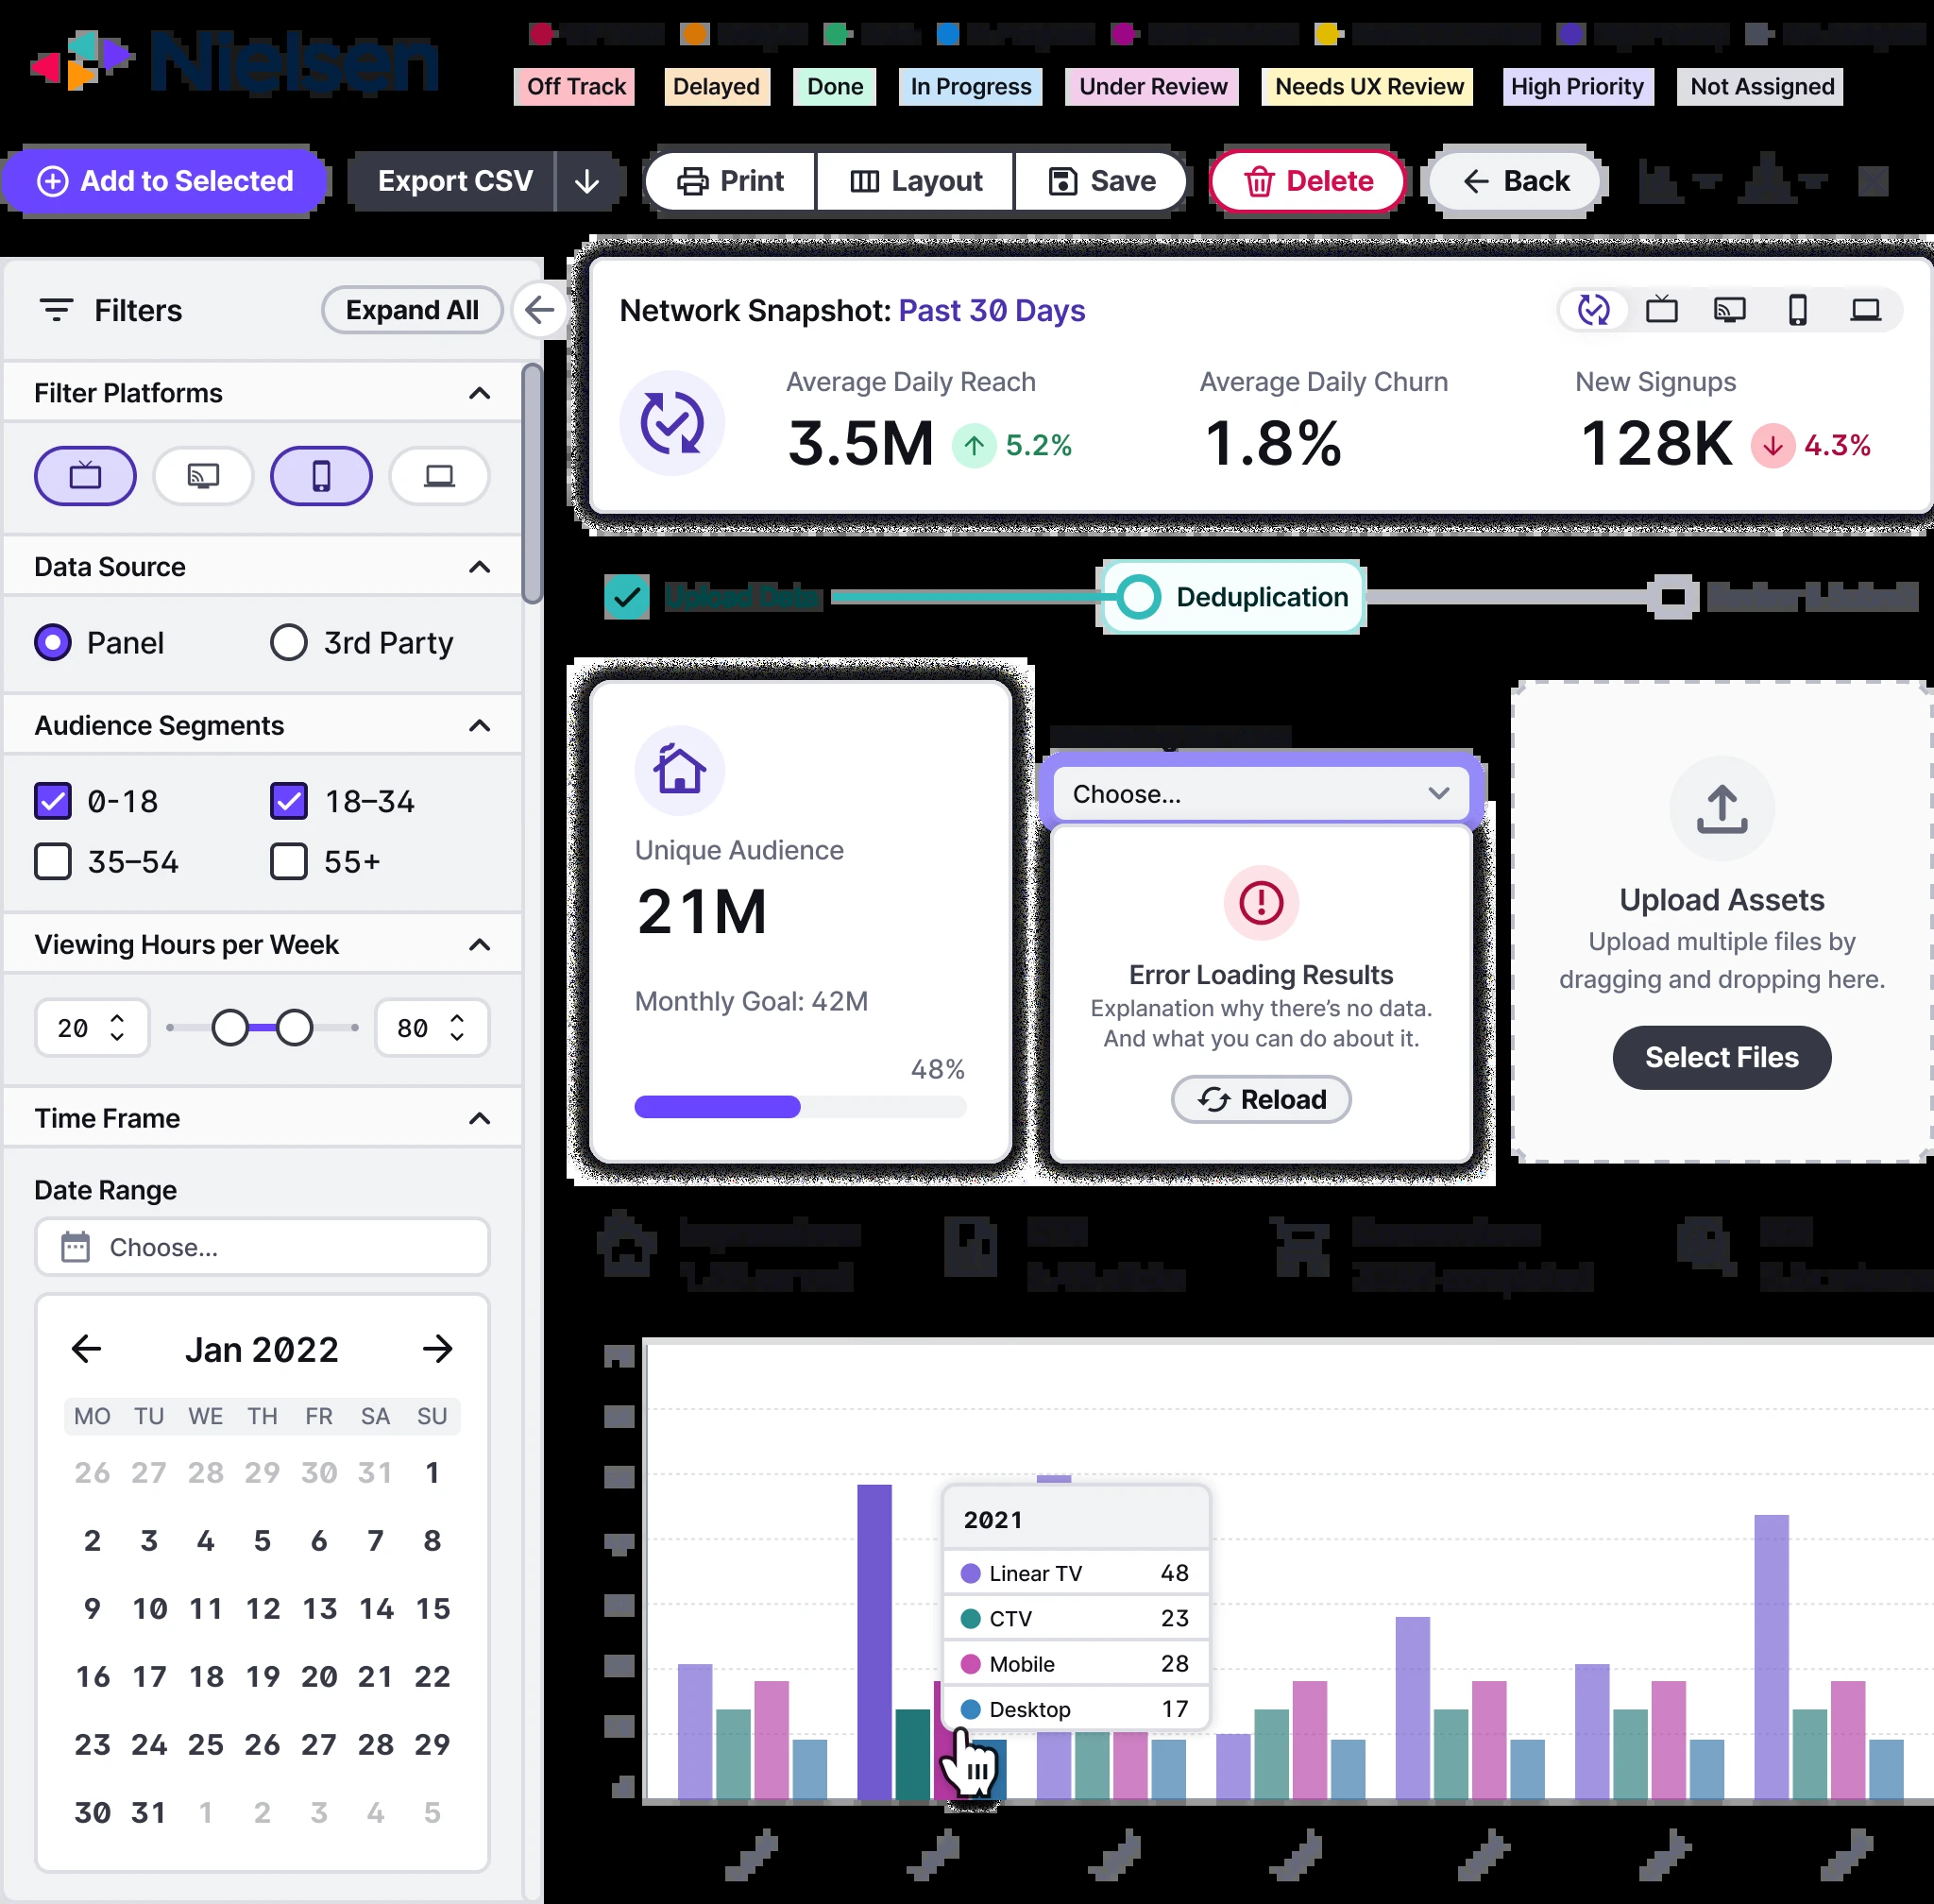 Nielsen
Off Track
Delayed
Done
In Progress
Under Review
Needs UX Review
High Priority
Not Assigned
Add to Selected
Export CSV
Print
Layout
Save
Delete
Back
Filters
Expand All
Filter Platforms
Data Source
Panel
3rd Party
Audience Segments
0-18
18–34
35–54
55+
Viewing Hours per Week
20
80
Time Frame
Date Range
Choose...
Jan 2022
MO TU WE TH FR SA SU
26 27 28 29 30 31 1
2 3 4 5 6 7 8
9 10 11 12 13 14 15
16 17 18 19 20 21 22
23 24 25 26 27 28 29
30 31 1 2 3 4 5
Network Snapshot: Past 30 Days
Average Daily Reach
3.5M
5.2%
Average Daily Churn
1.8%
New Signups
128K
4.3%
Upload Data
Deduplication
Unique Audience
21M
Monthly Goal: 42M
48%
Choose...
Error Loading Results
Explanation why there’s no data.
And what you can do about it.
Reload
Upload Assets
Upload multiple files by
dragging and dropping here.
Select Files
2021
Linear TV 48
CTV 23
Mobile 28
Desktop 17